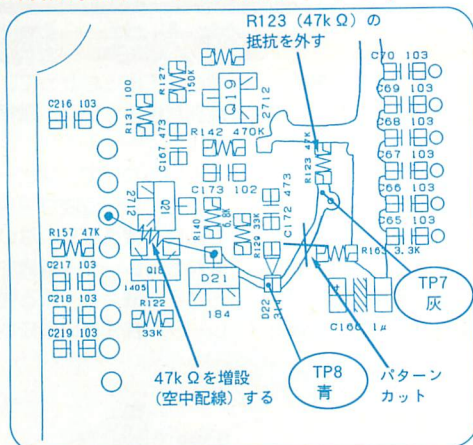 R123（47kΩ）の
抵抗を外す
C70 103
C69 103
C68 103
C67 103
C66 103
C65 103
R127
150K
Q19
2712
R131 100
C216 103
C167 473
R142 470K
R123 47K
C173 102
2712
Q21
C172 473
R140
6.8K
R129 33K
R157 47K
R163 3.3K
C217 103
1405
R122
D21
D22
314
C218 103
184
C166 1μ
C219 103
33K
TP7
灰
TP8
青
47kΩを増設
（空中配線）する
パターン
カット